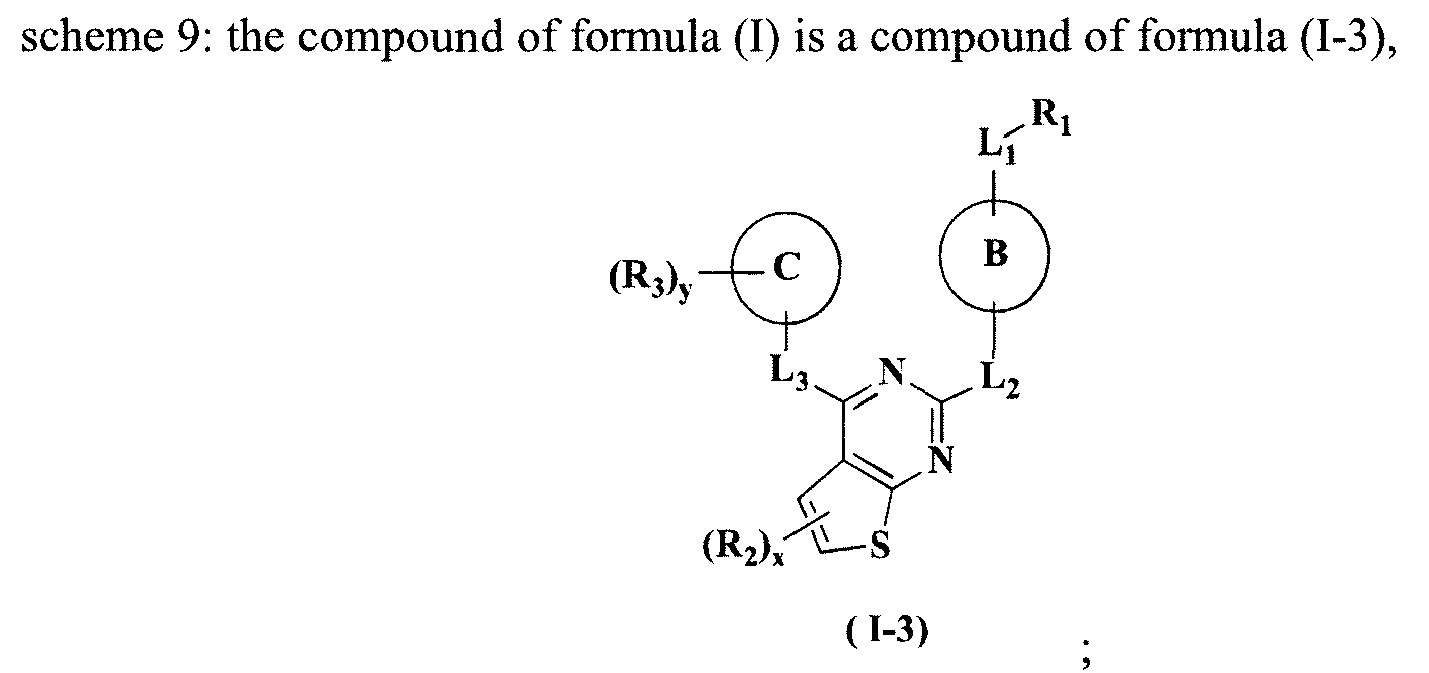 scheme 9: the compound of formula (I) is a compound of formula (I-3),
L1 R1
(R3)y C B
L3 N L2
N
(R2)x S
( I-3) ;